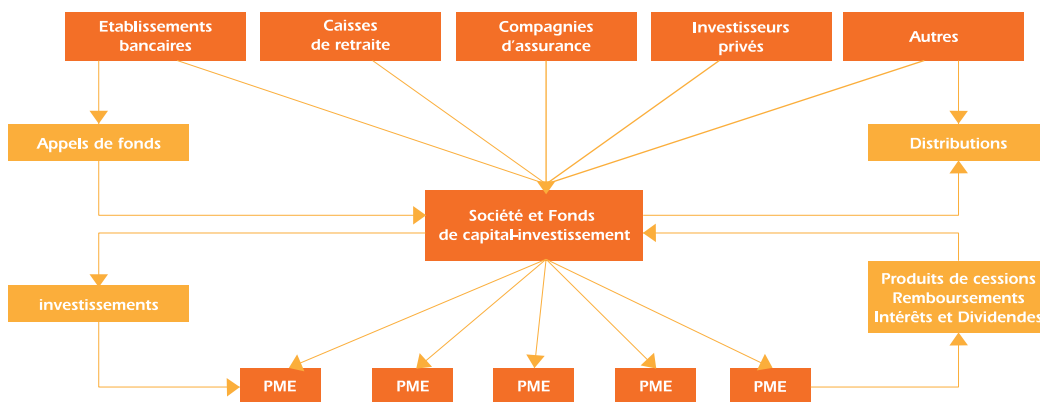 Etablissements
bancaires
Caisses
de retraite
Compagnies
d'assurance
Investisseurs
privés
Autres
Appels de fonds
Distributions
Société et Fonds
de capital-investissement
investissements
Produits de cessions
Remboursements
Intérêts et Dividendes
PME
PME
PME
PME
PME